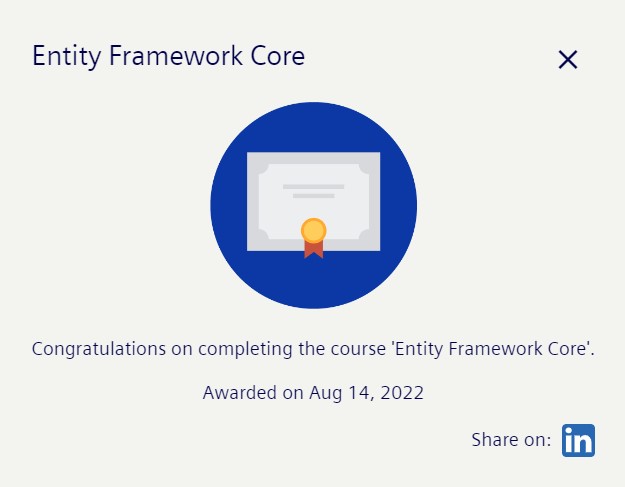 Entity Framework Core
Congratulations on completing the course 'Entity Framework Core'.
Awarded on Aug 14, 2022
Share on: in